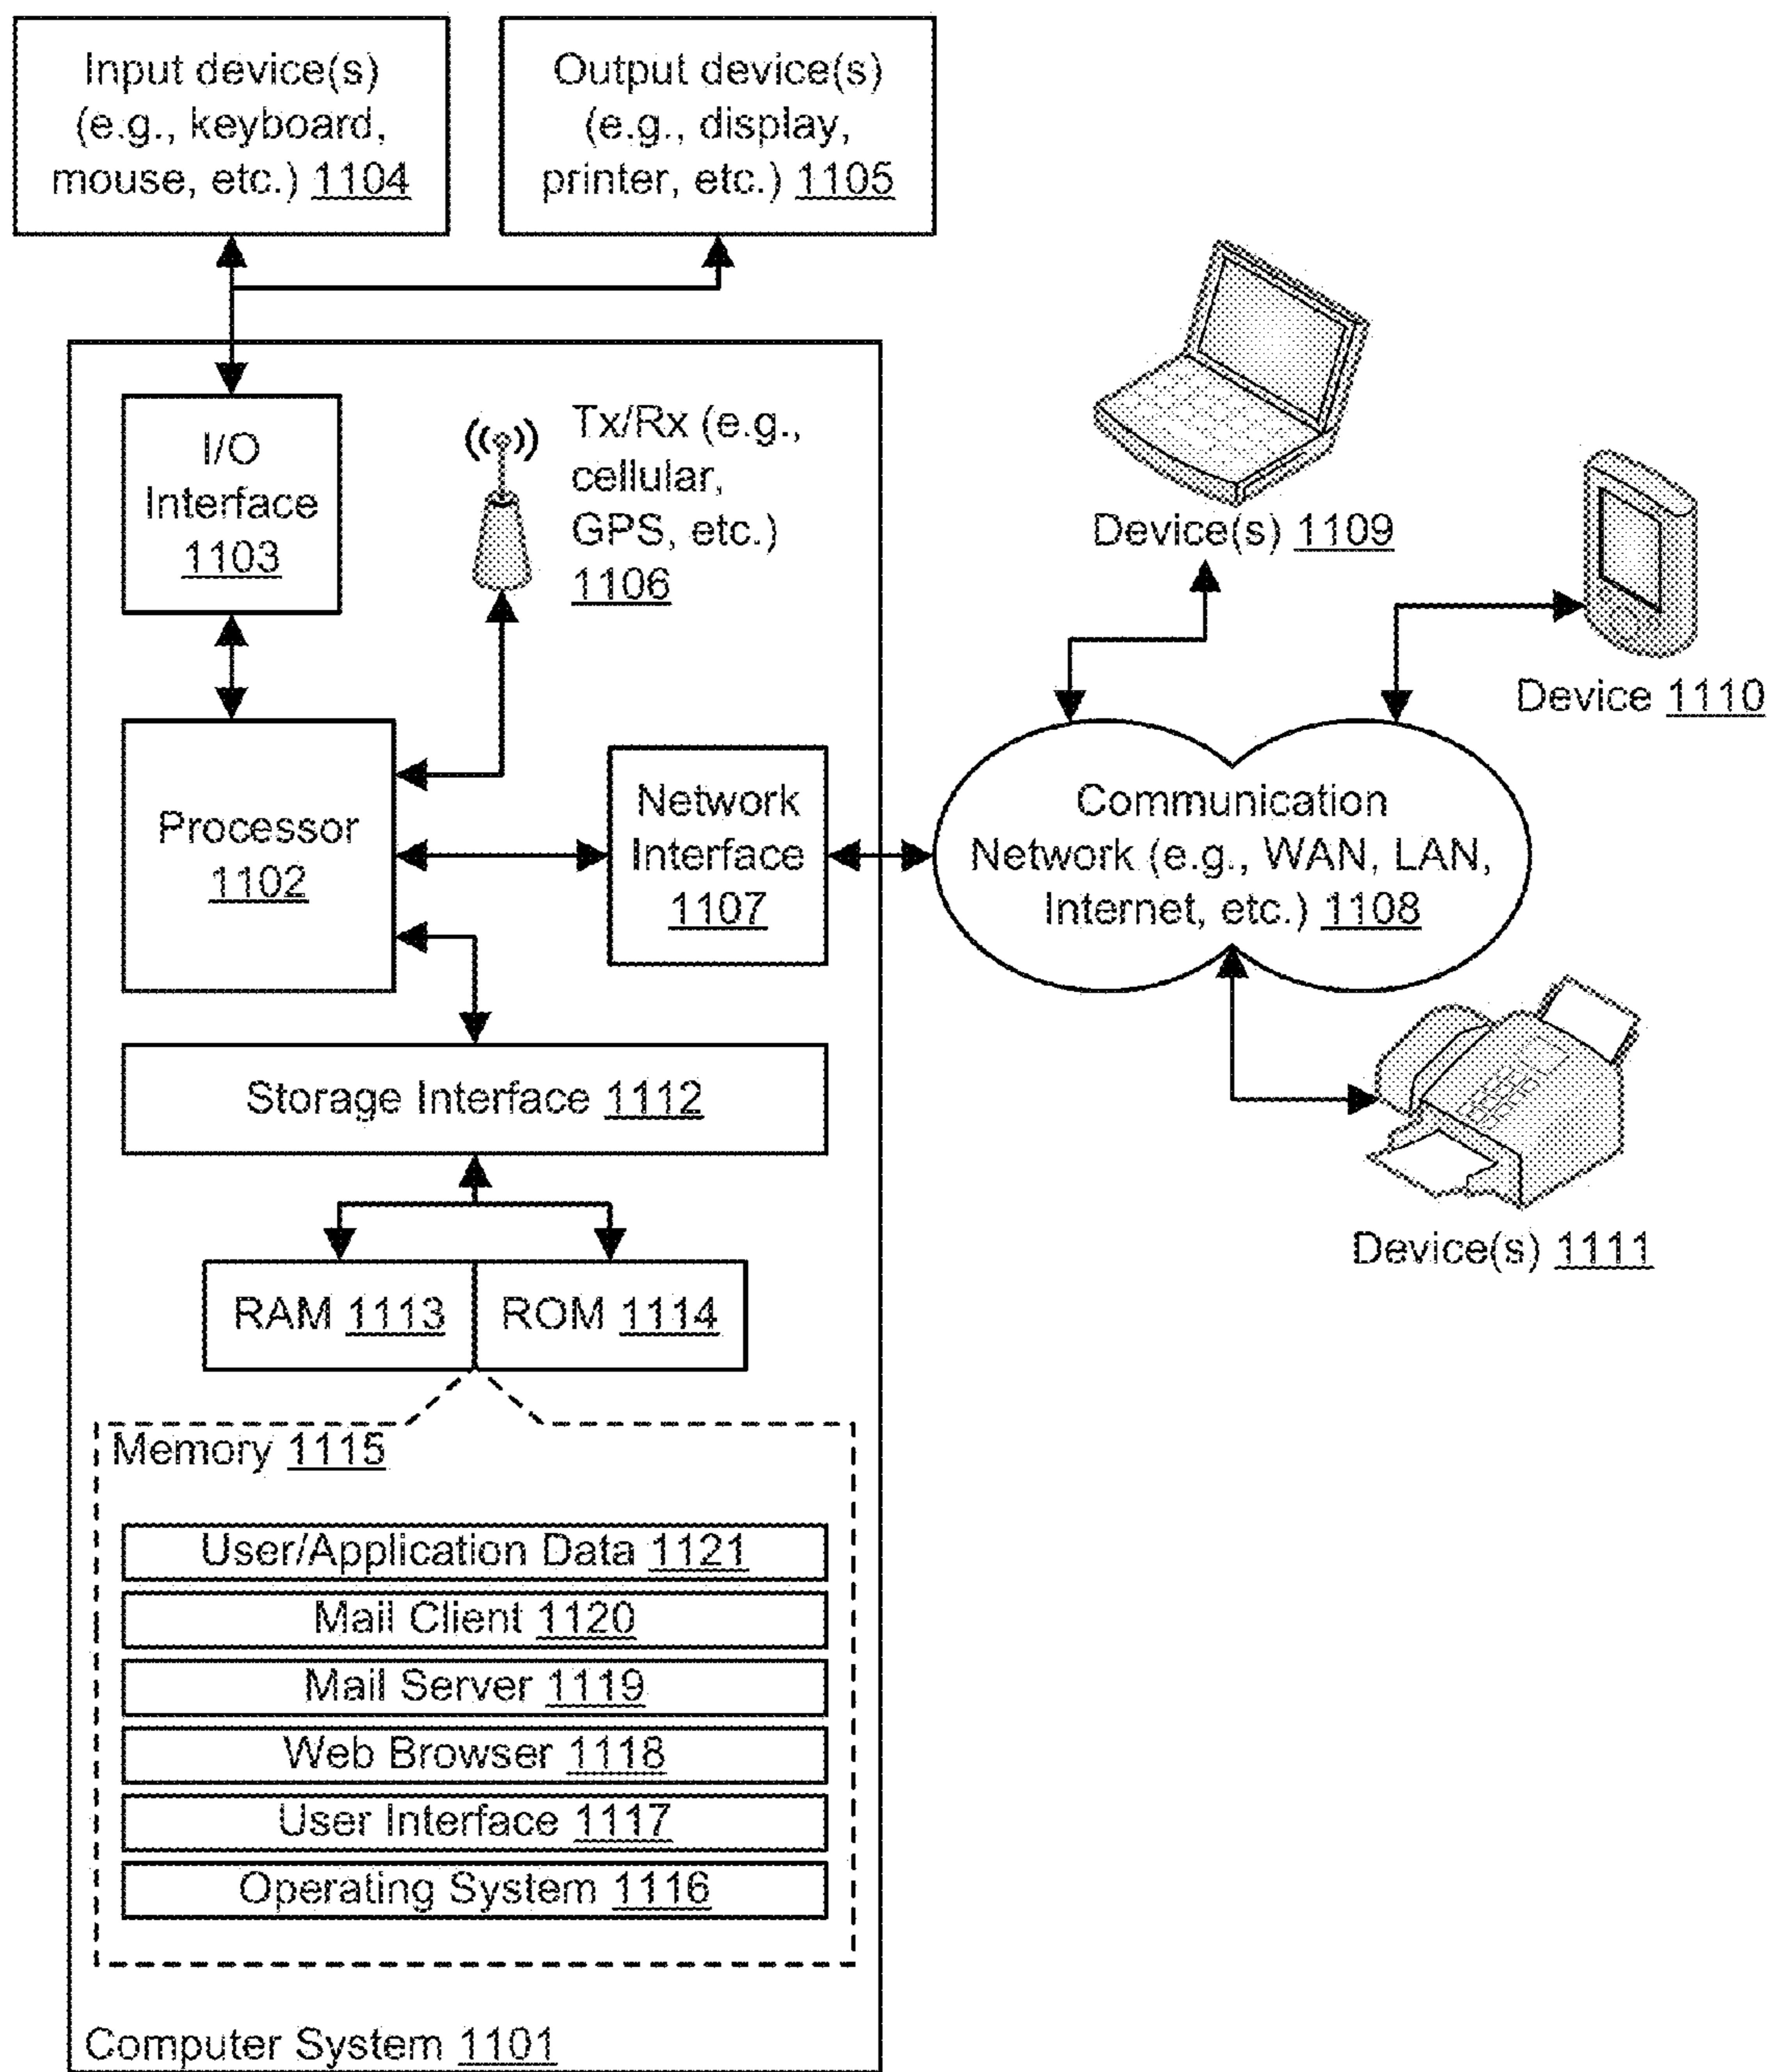 Input device(s)
(e.g., keyboard,
mouse, etc.) 1104
Output device(s)
(e.g., display,
printer, etc.) 1105
I/O
Interface
1103
Tx/Rx (e.g.,
cellular,
GPS, etc.)
1106
Device(s) 1109
Device 1110
Processor
1102
Network
Interface
1107
Communication
Network (e.g., WAN, LAN,
Internet, etc.) 1108
Storage Interface 1112
Device(s) 1111
RAM 1113
ROM 1114
Memory 1115
User/Application Data 1121
Mail Client 1120
Mail Server 1119
Web Browser 1118
User Interface 1117
Operating System 1116
Computer System 1101